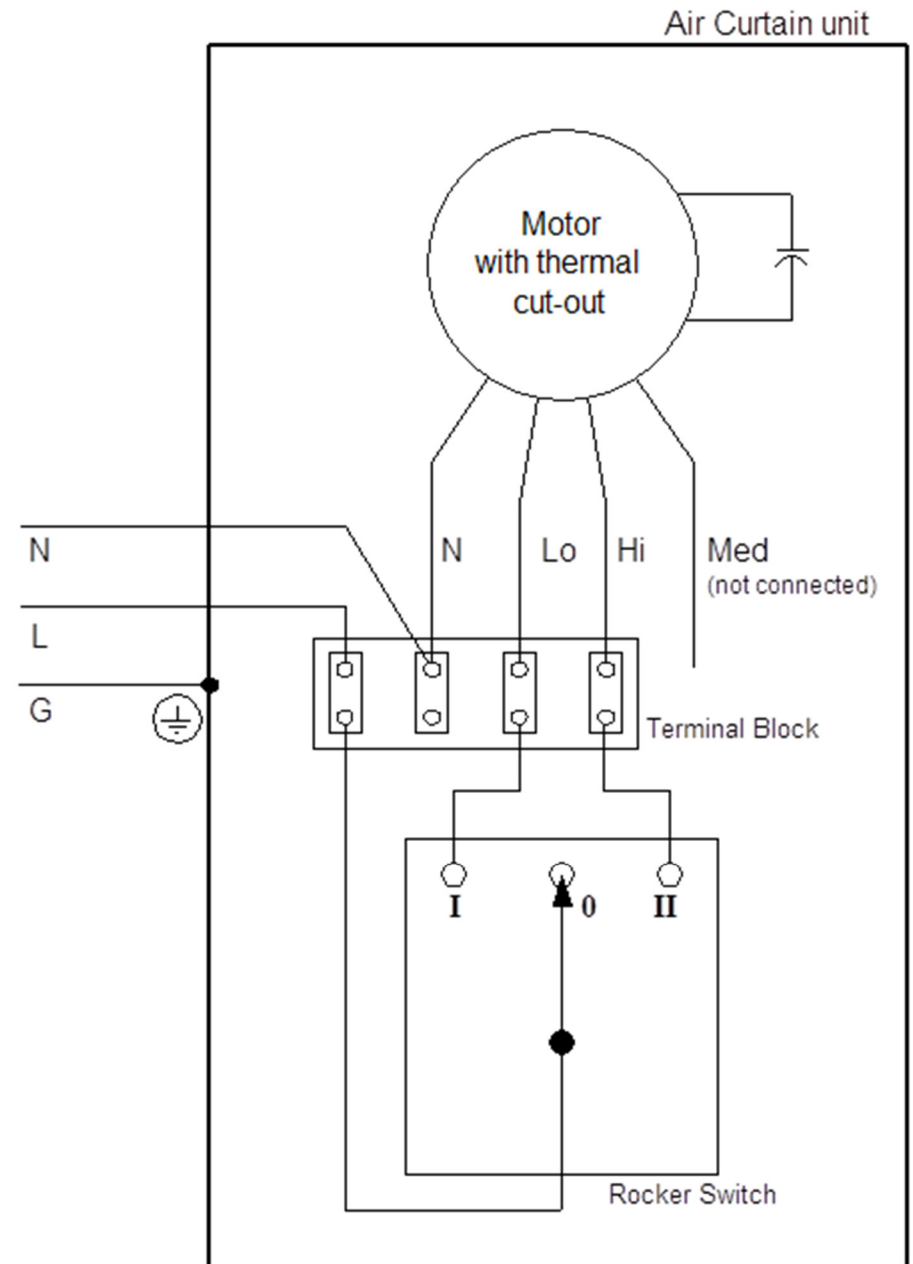 Air Curtain unit
Motor
with thermal
cut-out
N
N
Lo
Hi
Med
(not connected)
L
G
Terminal Block
I
0
II
Rocker Switch